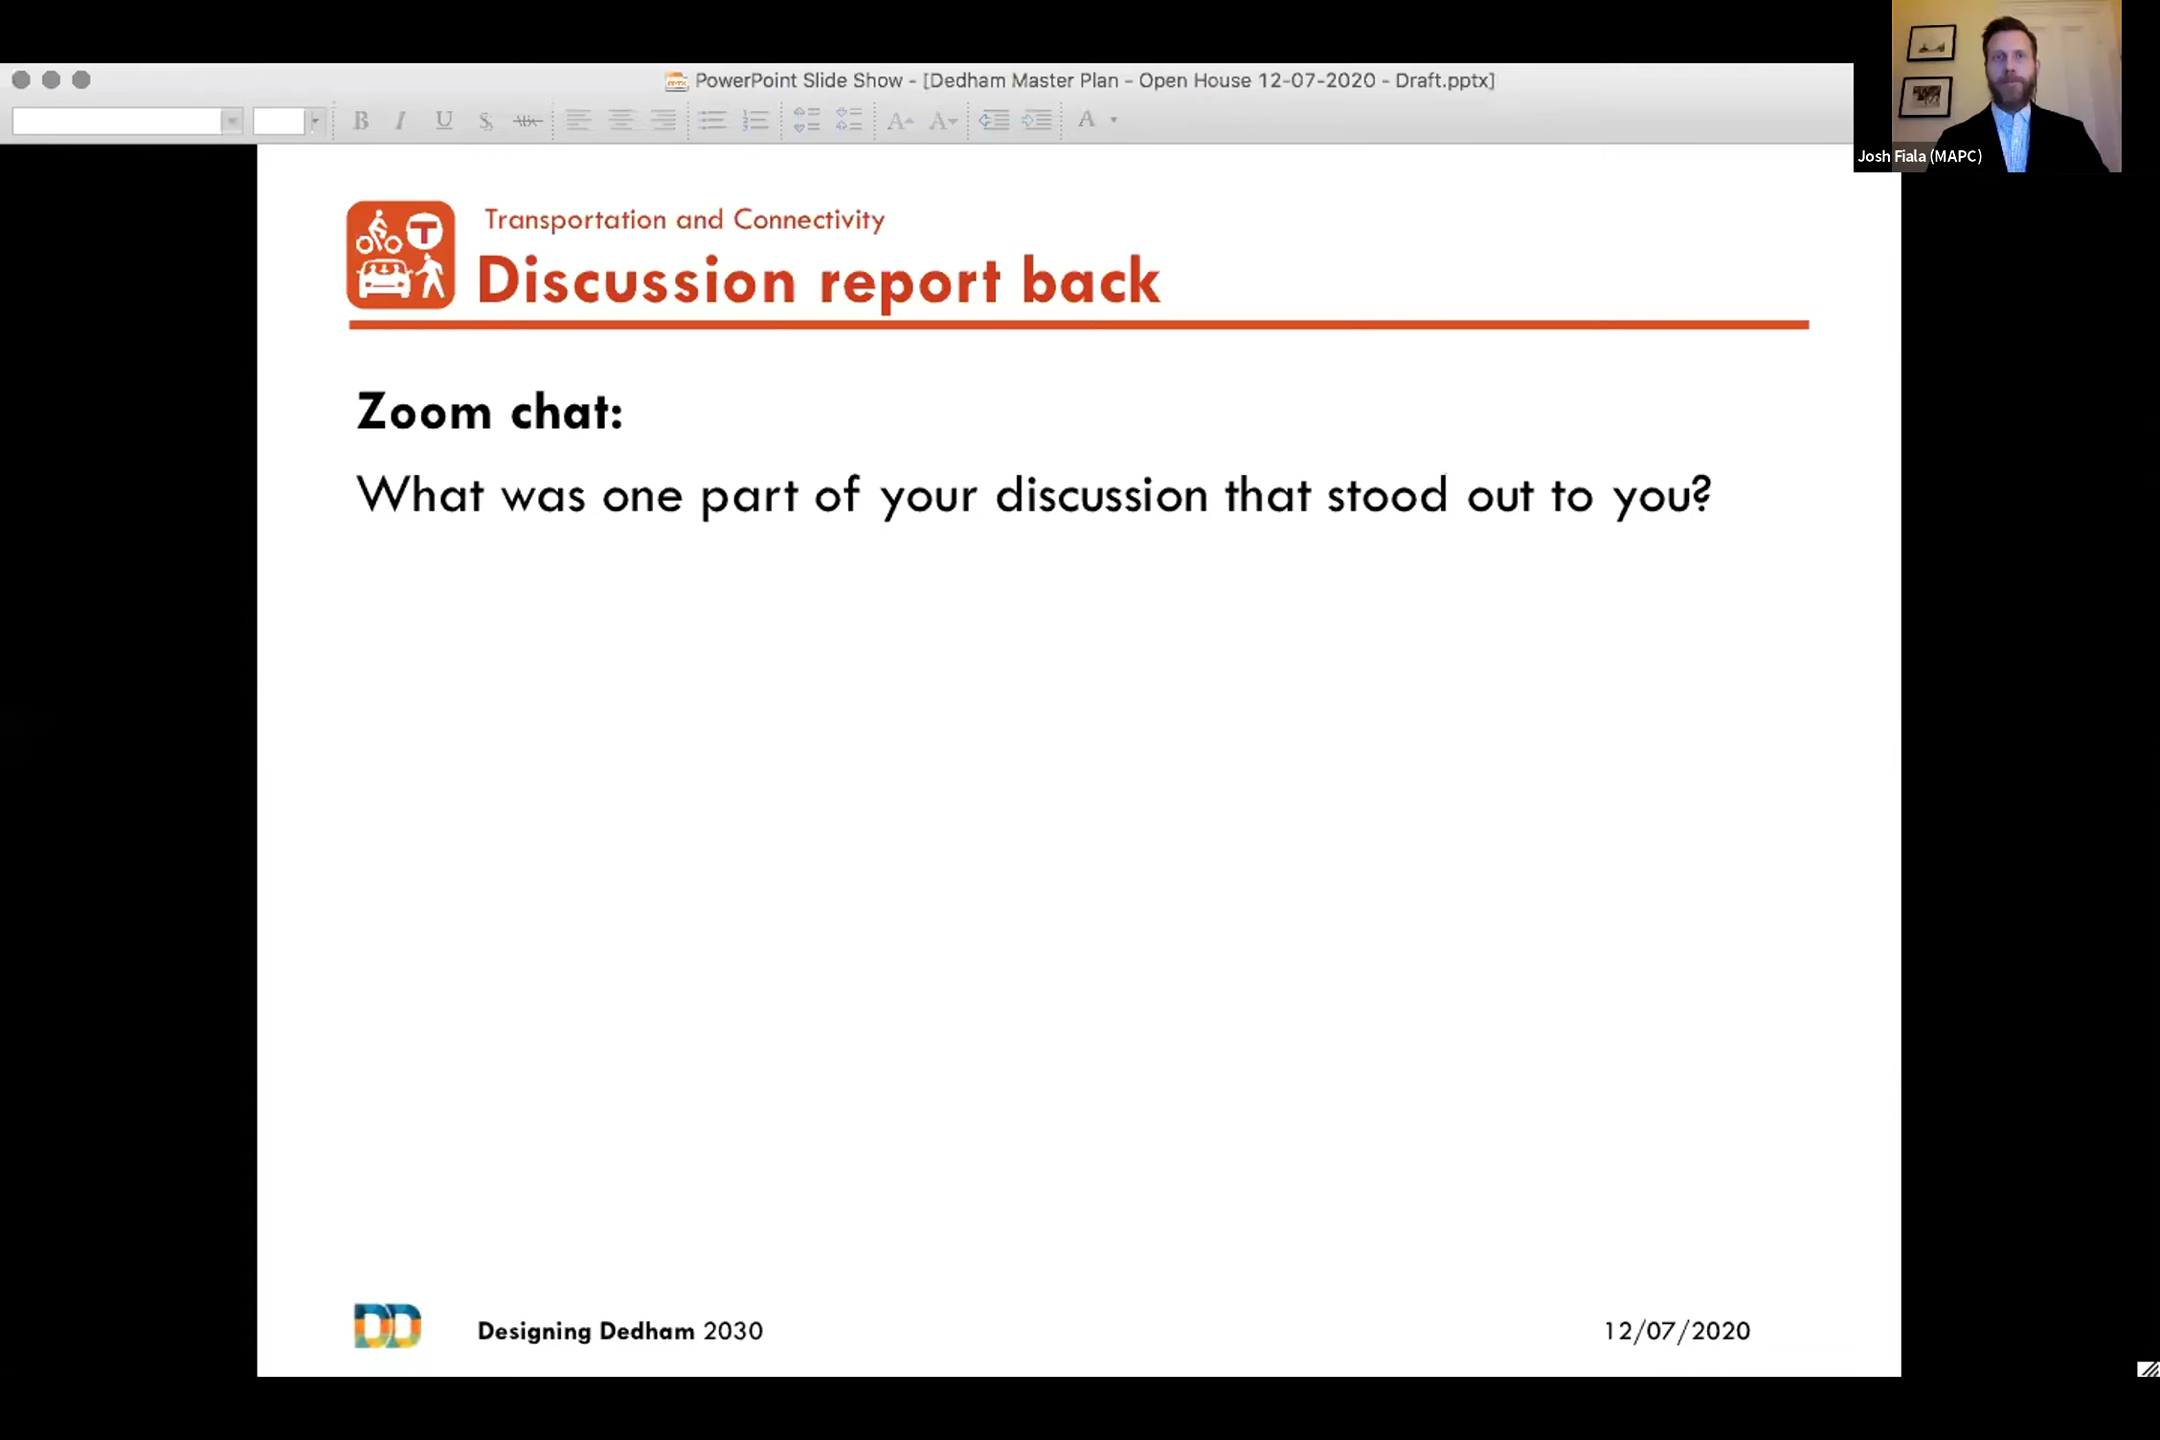 PowerPoint Slide Show - [Dedham Master Plan - Open House 12-07-2020 - Draft.pptx]
B I U S ABC
A A A
Josh Fiala (MAPC)
T
Transportation and Connectivity
Discussion report back
Zoom chat:
What was one part of your discussion that stood out to you?
DD
Designing Dedham 2030
12/07/2020